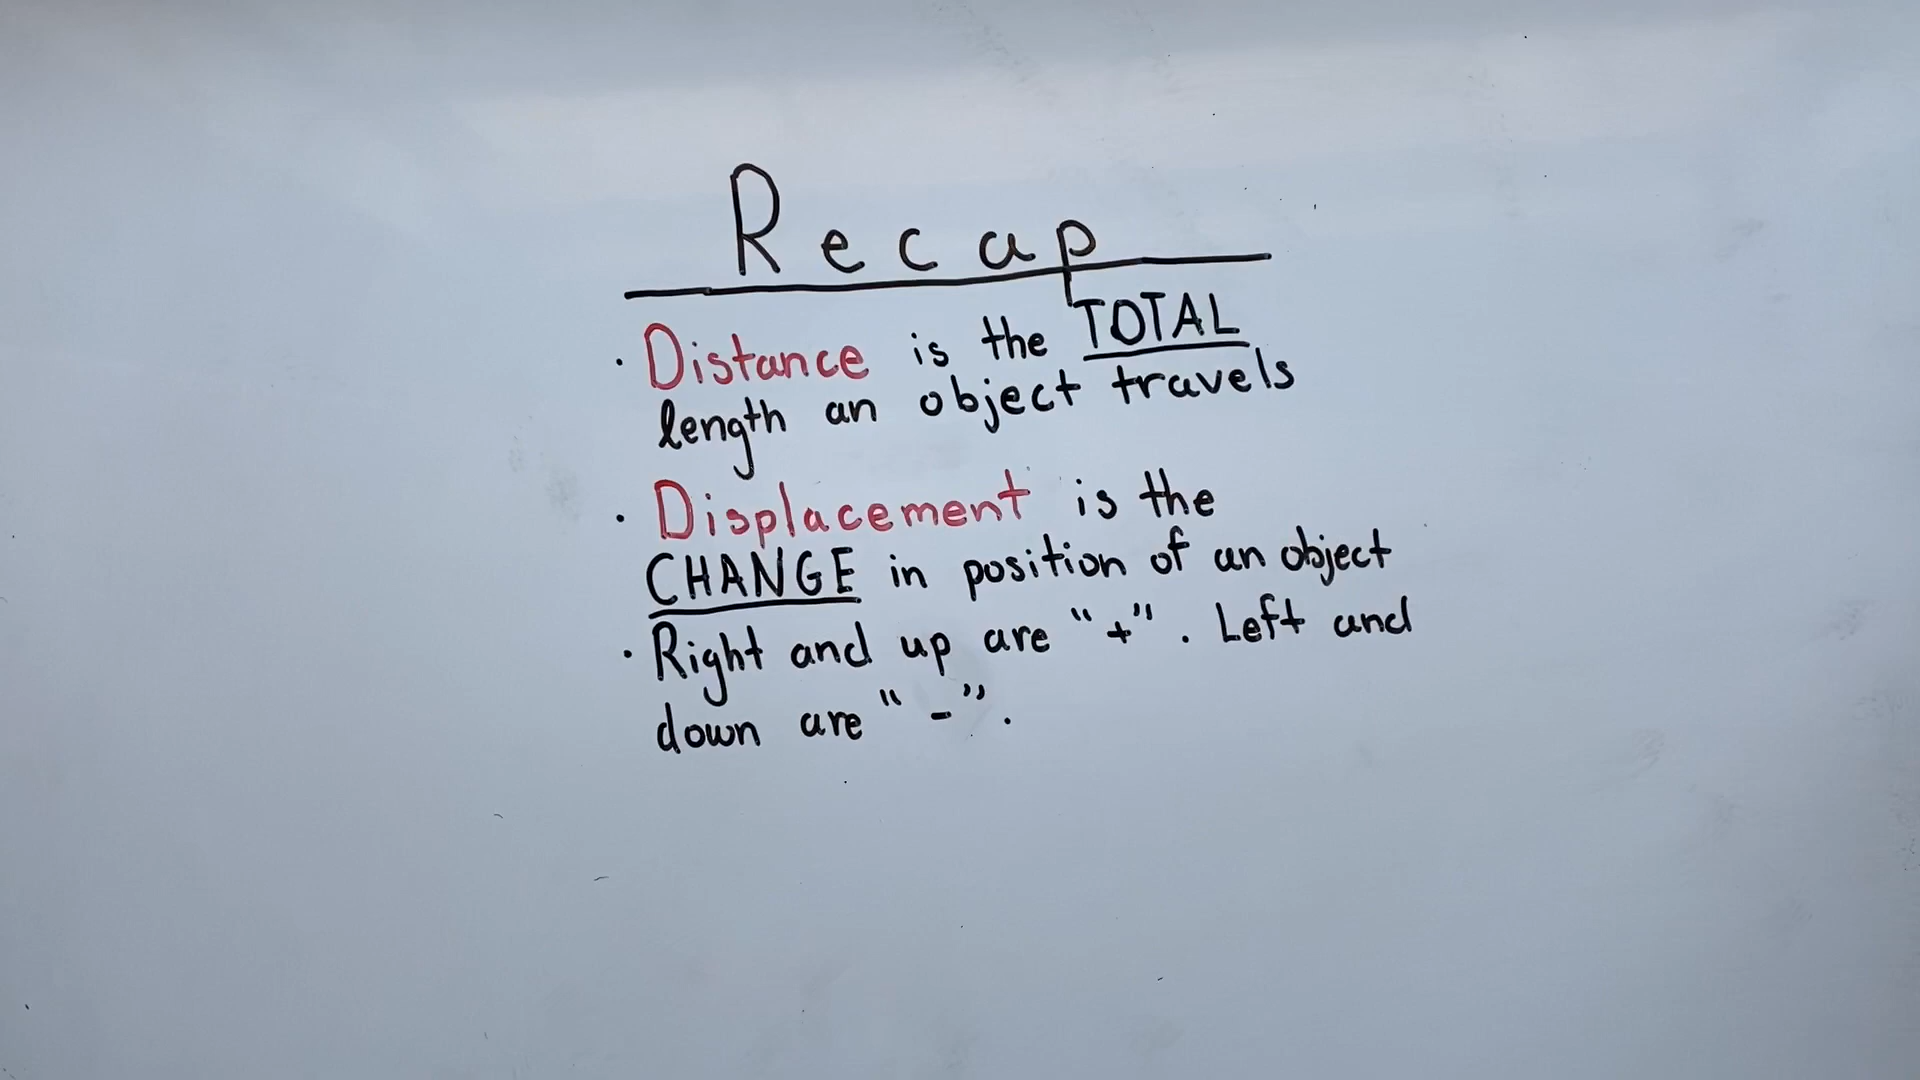 Recap
· Distance is the TOTAL
length an object travels
· Displacement is the
CHANGE in position of an object
· Right and up are "+". Left and
down are "-".